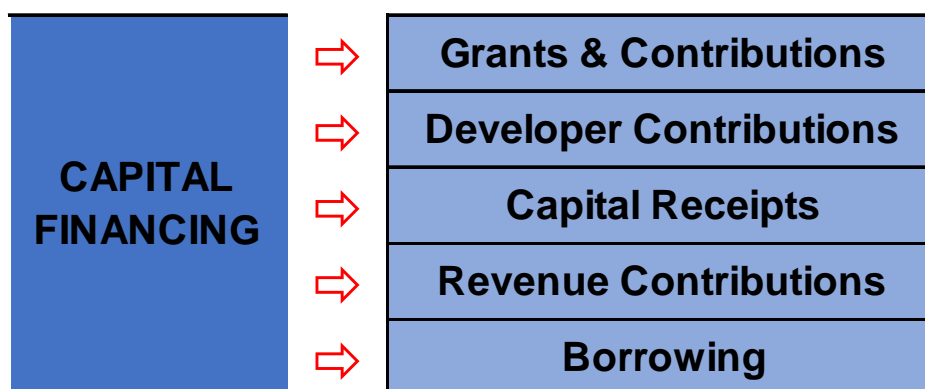 CAPITAL
FINANCING
Grants & Contributions
Developer Contributions
Capital Receipts
Revenue Contributions
Borrowing